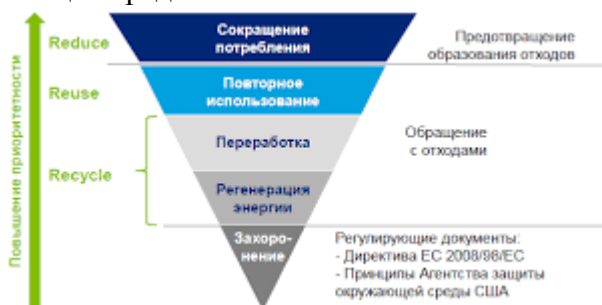 Повышение приоритетности
Reduce
Сокращение
потребления
Предотвращение
образования отходов
Reuse
Повторное
использование
Recycle
Переработка
Обращение
с отходами
Регенерация
энергии
Захоро-
нение
Регулирующие документы:
- Директива ЕС 2008/98/ЕС
- Принципы Агентства защиты
окружающей среды США